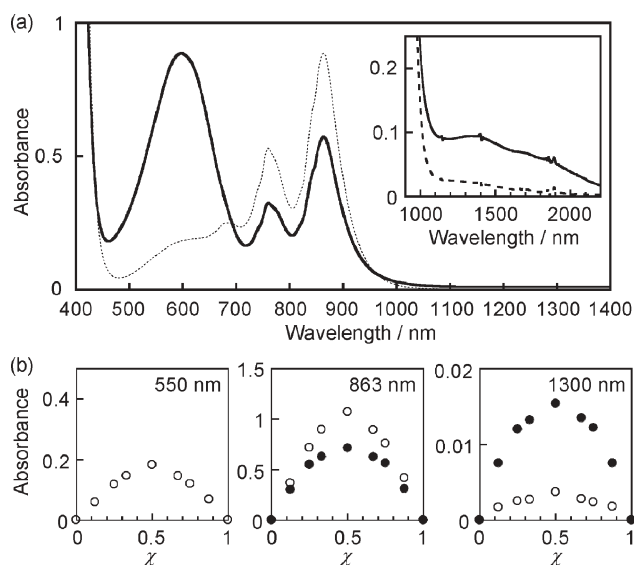 (a)
Absorbance
1
0.5
0
400 500 600 700 800 900 1000 1100 1200 1300 1400
Wavelength / nm
0.2
0.1
0
1000 1500 2000
Wavelength / nm
(b)
Absorbance
0.4
0.2
0
550 nm
0 0.5 1
χ
1.5
1
0.5
0
863 nm
0 0.5 1
χ
0.02
0.01
0
1300 nm
0 0.5 1
χ